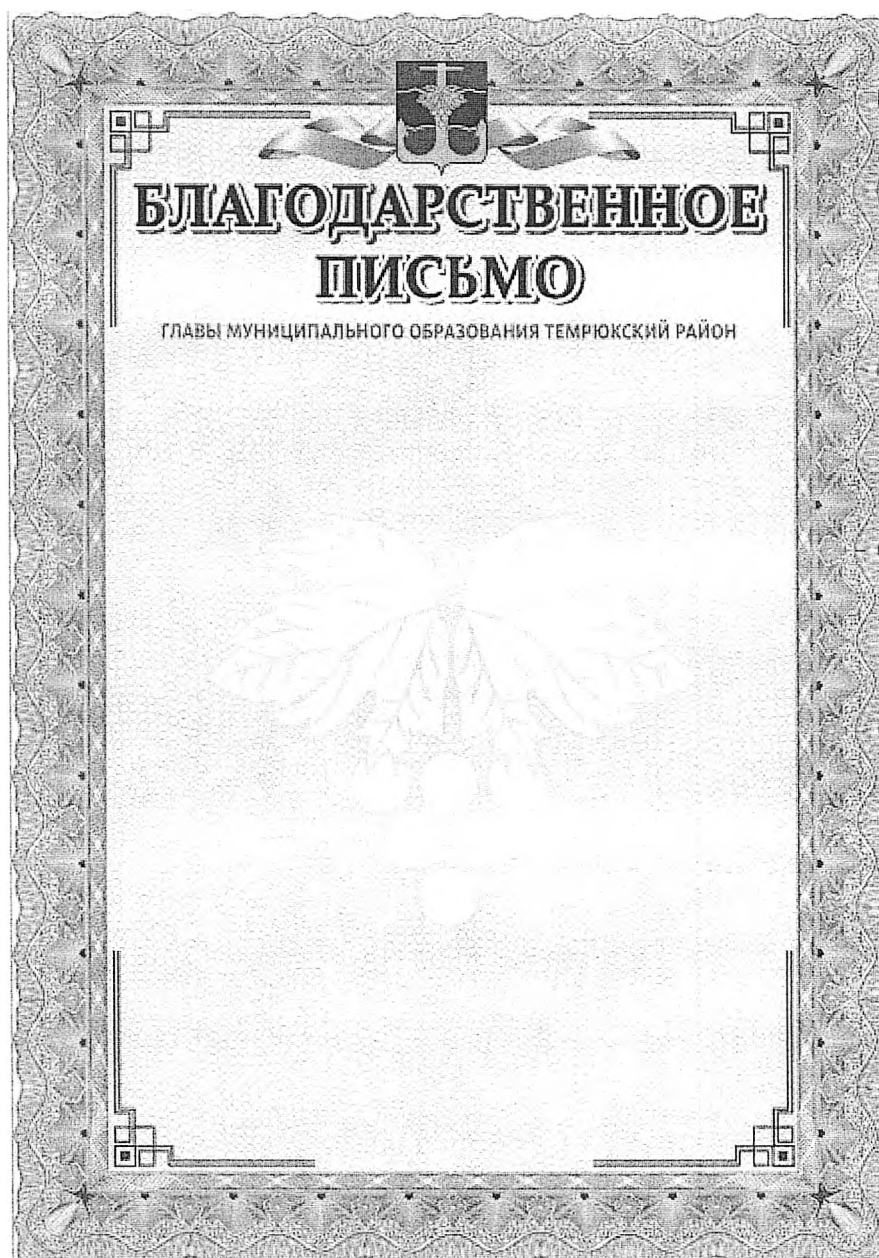 БЛАГОДАРСТВЕННОЕ
ПИСЬМО
ГЛАВЫ МУНИЦИПАЛЬНОГО ОБРАЗОВАНИЯ ТЕМРЮКСКИЙ РАЙОН